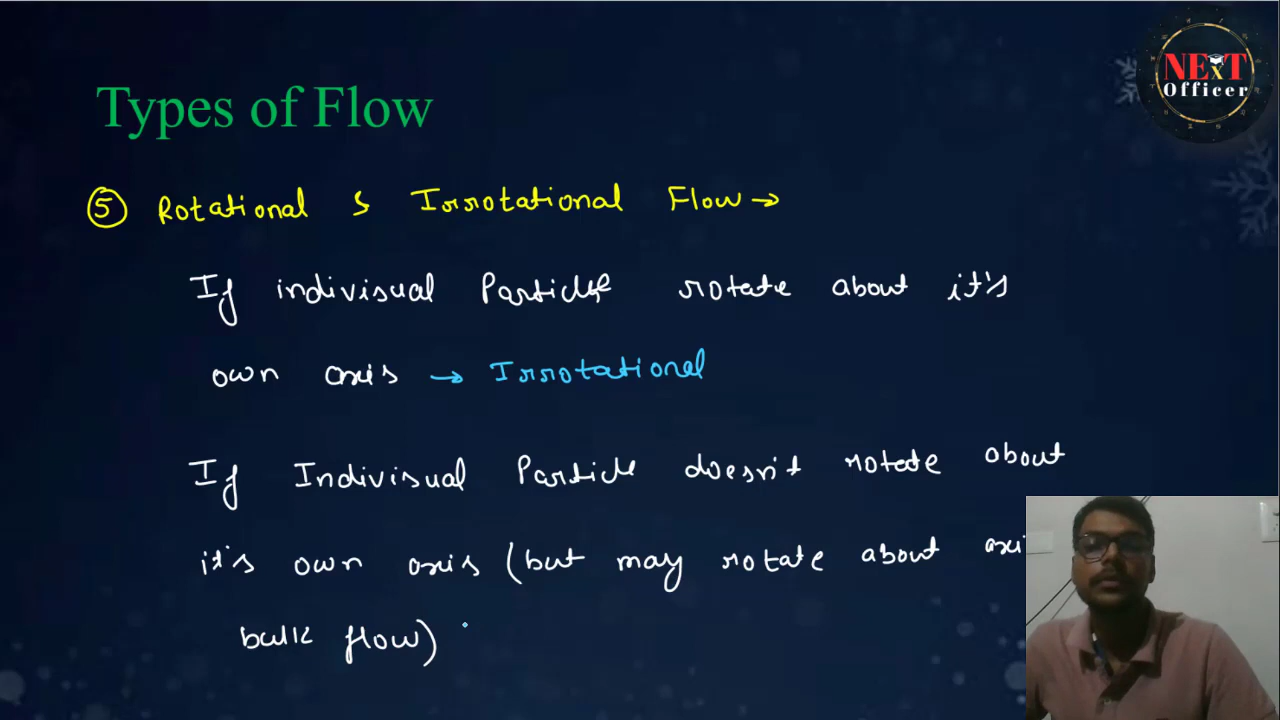 NEXT
Officer
Types of Flow
⑤ Rotational & Irrotational Flow →
If indivisual Particle rotate about it's
own axis → Irrotational
If Indivisual Particle doesn't rotate about
it's own axis (but may rotate about axi
bulk flow)